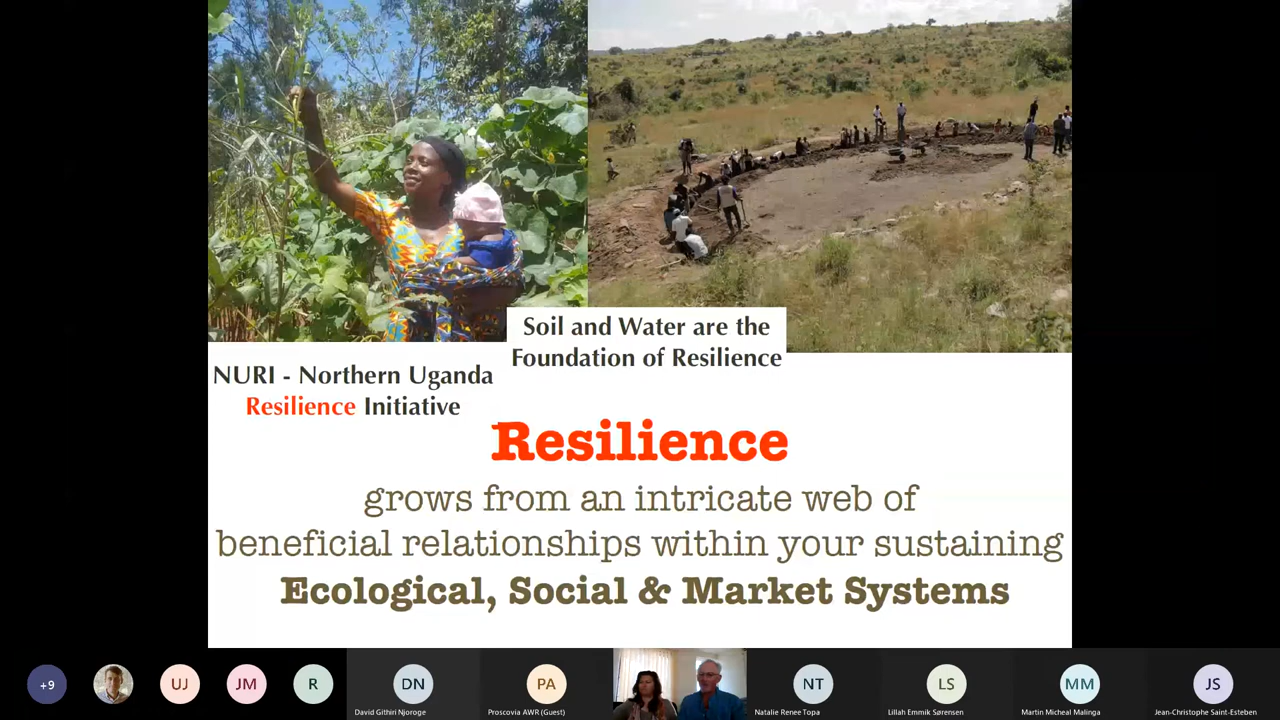 Soil and Water are the
Foundation of Resilience
NURI - Northern Uganda
Resilience Initiative
Resilience
grows from an intricate web of
beneficial relationships within your sustaining
Ecological, Social & Market Systems
+9
UJ
JM
R
DN
David Githiri Njoroge
PA
Proscovia AWR (Guest)
NT
Natalie Renee Topa
LS
Lillah Emmik Sørensen
MM
Martin Micheal Malinga
JS
Jean-Christophe Saint-Esteben